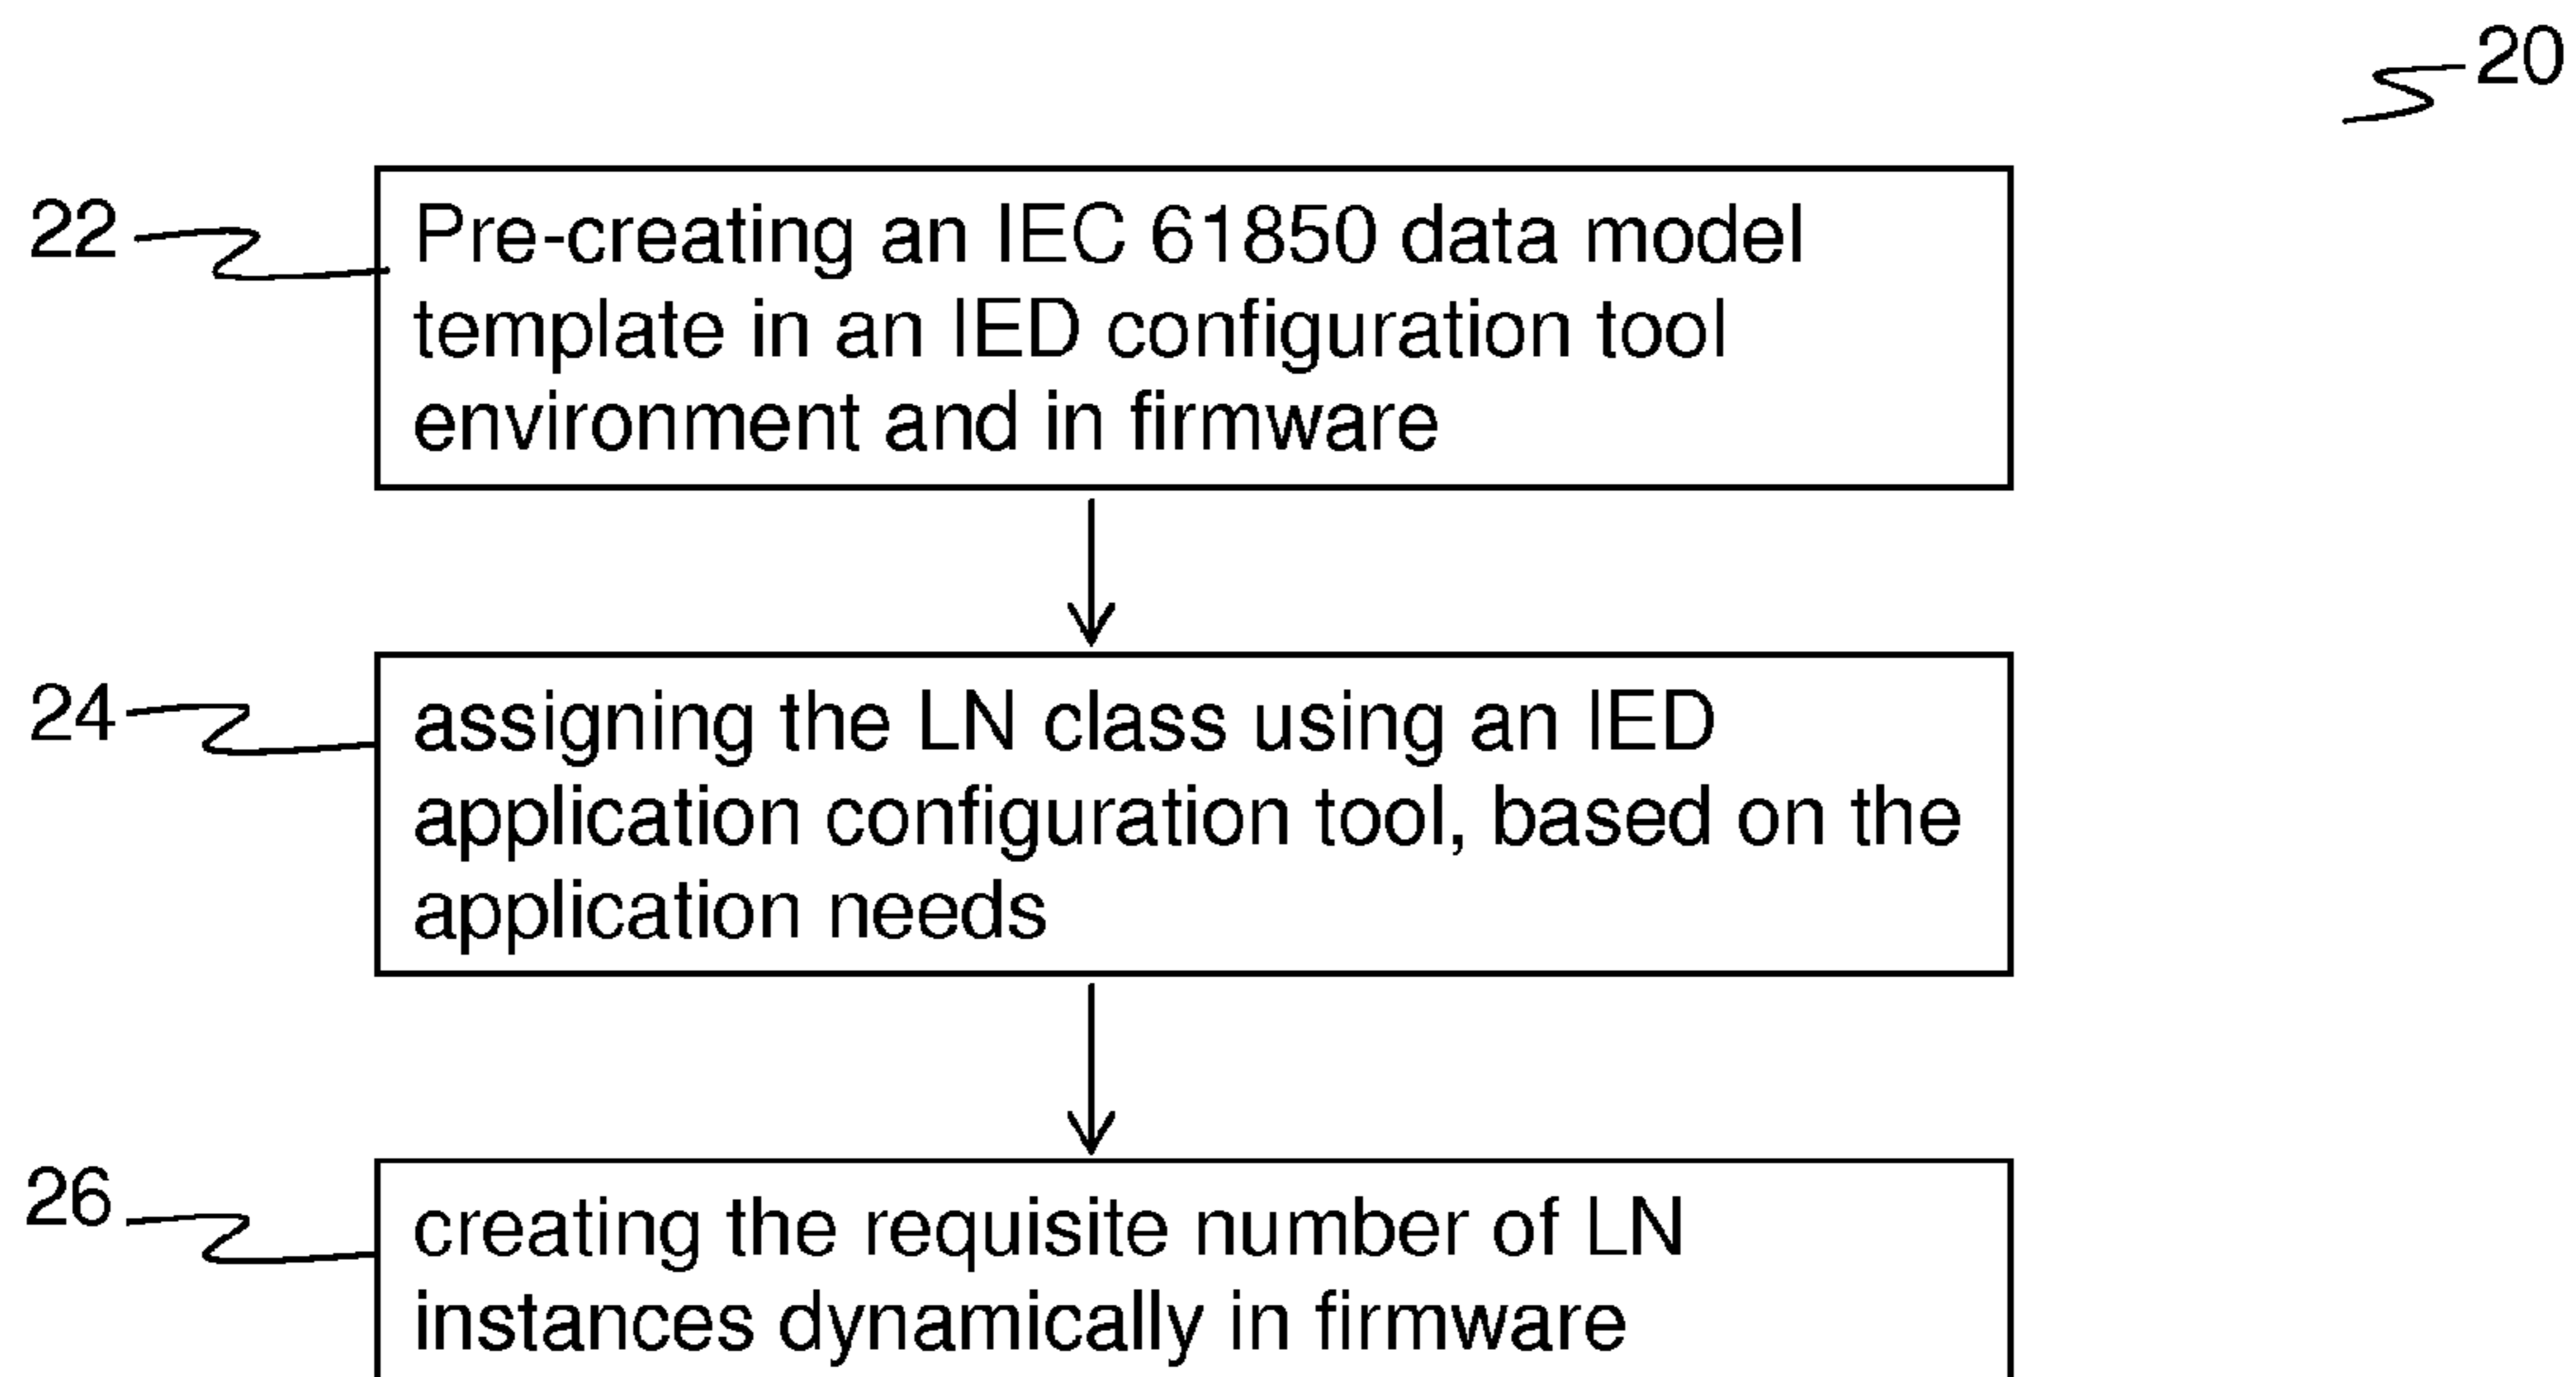 20
22
Pre-creating an IEC 61850 data model
template in an IED configuration tool
environment and in firmware
24
assigning the LN class using an IED
application configuration tool, based on the
application needs
26
creating the requisite number of LN
instances dynamically in firmware